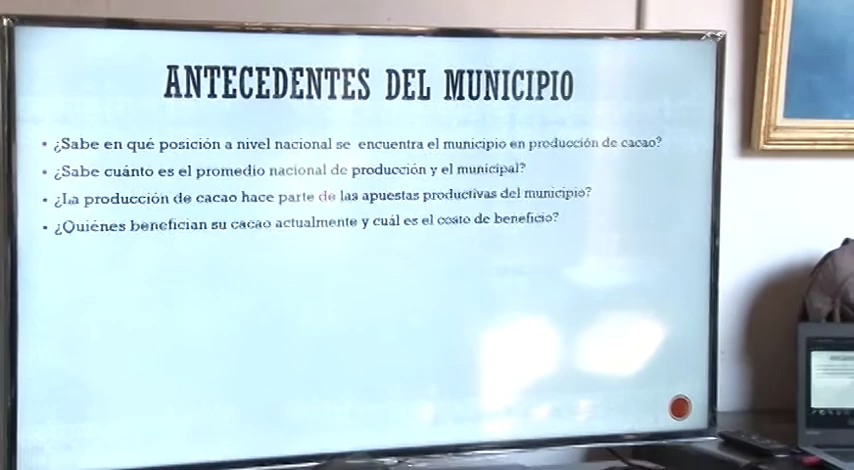 ANTECEDENTES DEL MUNICIPIO
• ¿Sabe en qué posición a nivel nacional se encuentra el municipio en producción de cacao?
• ¿Sabe cuánto es el promedio nacional de producción y el municipal?
• ¿La producción de cacao hace parte de las apuestas productivas del municipio?
• ¿Quiénes benefician su cacao actualmente y cuál es el costo de beneficio?